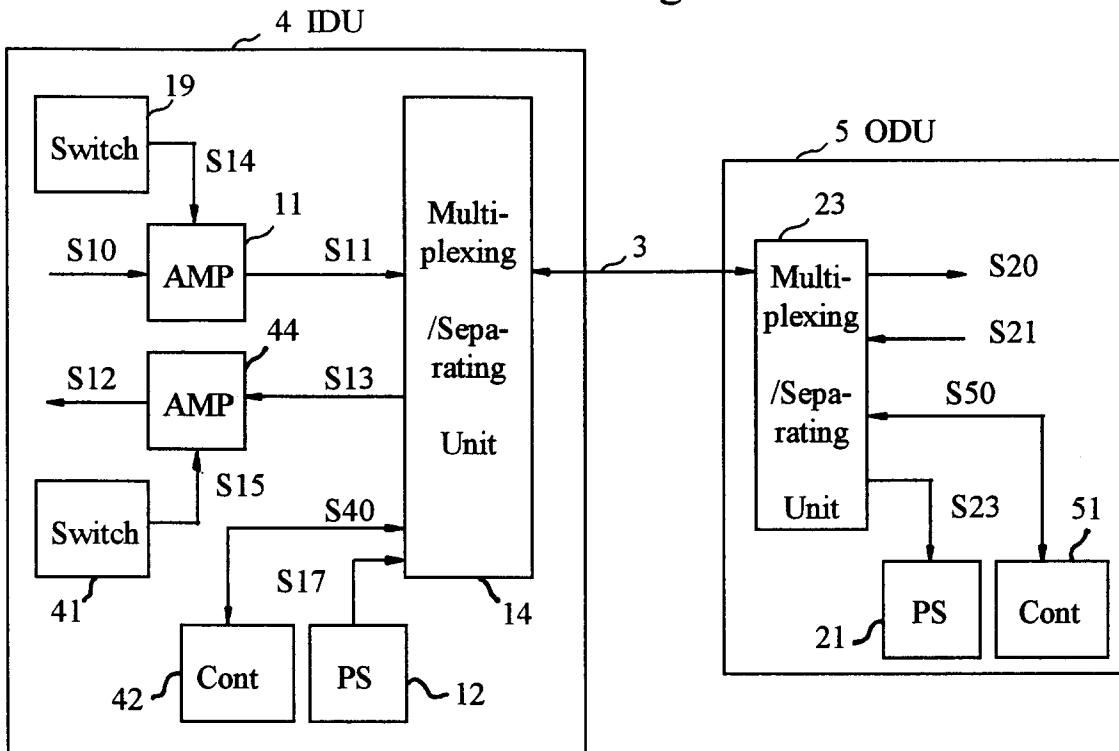 4 IDU
19
Switch
S14
11
S10
AMP
S11
44
S12
AMP
S13
S15
Switch
41
S40
S17
Cont
42
PS
12
Multi-
plexing
/Sepa-
rating
Unit
14
3
5 ODU
23
Multi-
plexing
/Sepa-
rating
Unit
S20
S21
S50
S23
51
PS
21
Cont